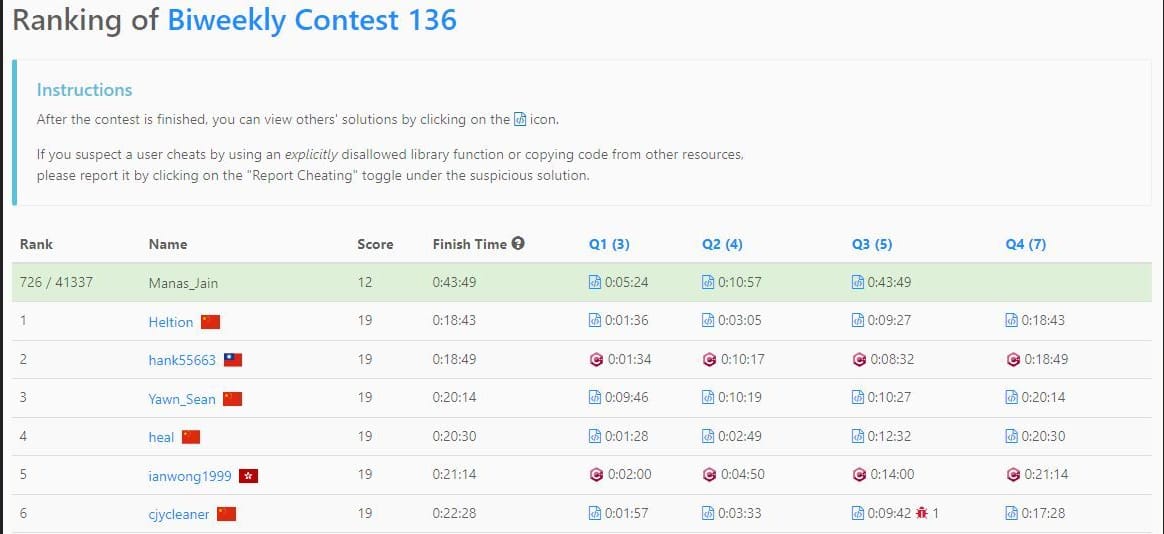 Ranking of Biweekly Contest 136
Instructions
After the contest is finished, you can view others' solutions by clicking on the icon.
If you suspect a user cheats by using an explicitly disallowed library function or copying code from other resources,
please report it by clicking on the "Report Cheating" toggle under the suspicious solution.
Rank Name Score Finish Time Q1 (3) Q2 (4) Q3 (5) Q4 (7)
726 / 41337 Manas_Jain 12 0:43:49 0:05:24 0:10:57 0:43:49
1 Heltion 19 0:18:43 0:01:36 0:03:05 0:09:27 0:18:43
2 hank55663 19 0:18:49 0:01:34 0:10:17 0:08:32 0:18:49
3 Yawn_Sean 19 0:20:14 0:09:46 0:10:19 0:10:27 0:20:14
4 heal 19 0:20:30 0:01:28 0:02:49 0:12:32 0:20:30
5 ianwong1999 19 0:21:14 0:02:00 0:04:50 0:14:00 0:21:14
6 cjycleaner 19 0:22:28 0:01:57 0:03:33 0:09:42 1 0:17:28